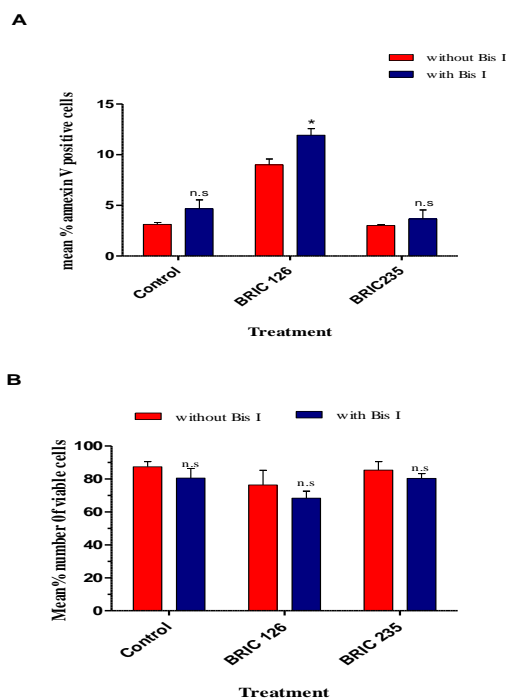 A
without Bis I
with Bis I
mean % annexin V positive cells
15
10
5
0
n.s
*
n.s
Control
BRIC 126
BRIC235
Treatment
B
without Bis I
with Bis I
Mean% number 0f viable cells
100
80
60
40
20
0
n.s
n.s
n.s
Control
BRIC 126
BRIC 235
Treatment